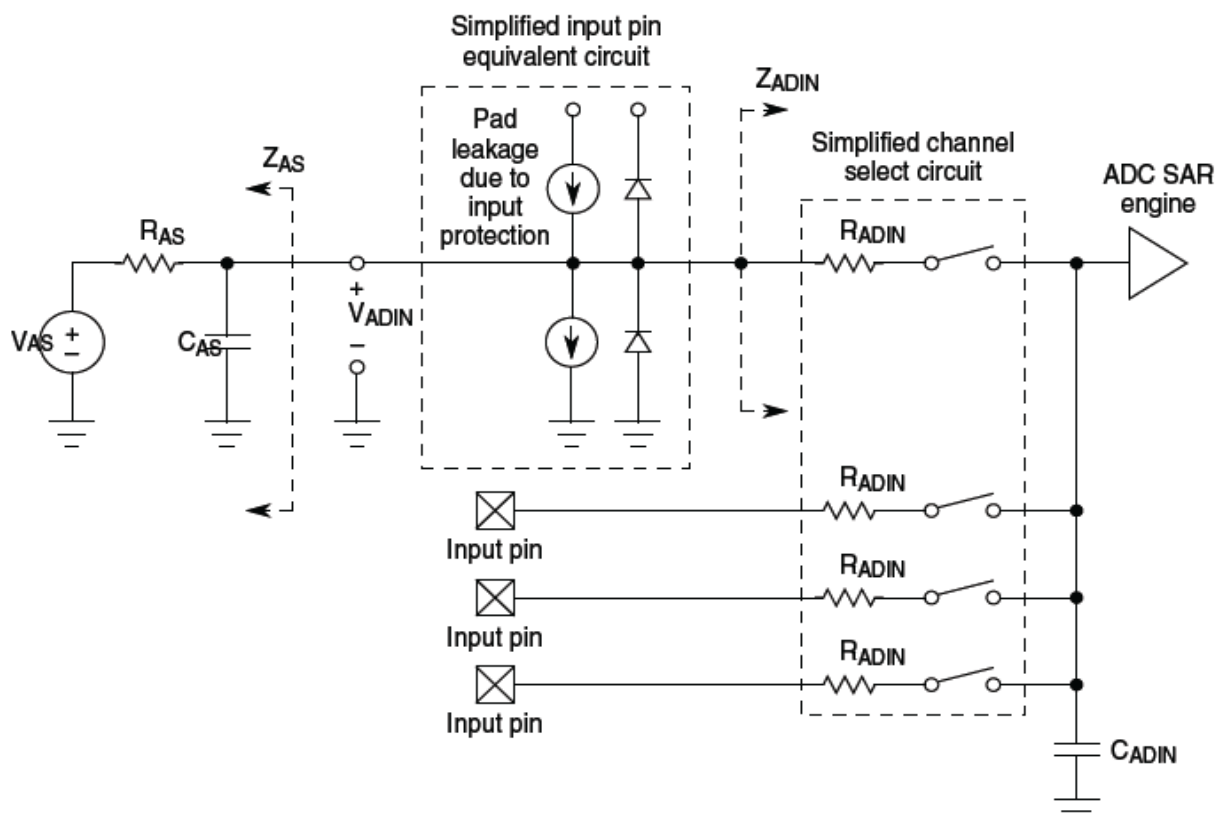 Simplified input pin
equivalent circuit
Pad
leakage
due to
input
protection
ZADIN
Simplified channel
select circuit
ADC SAR
engine
ZAS
RAS
RADIN
VAS
+
–
CAS
+
VADIN
–
RADIN
Input pin
RADIN
Input pin
RADIN
Input pin
CADIN